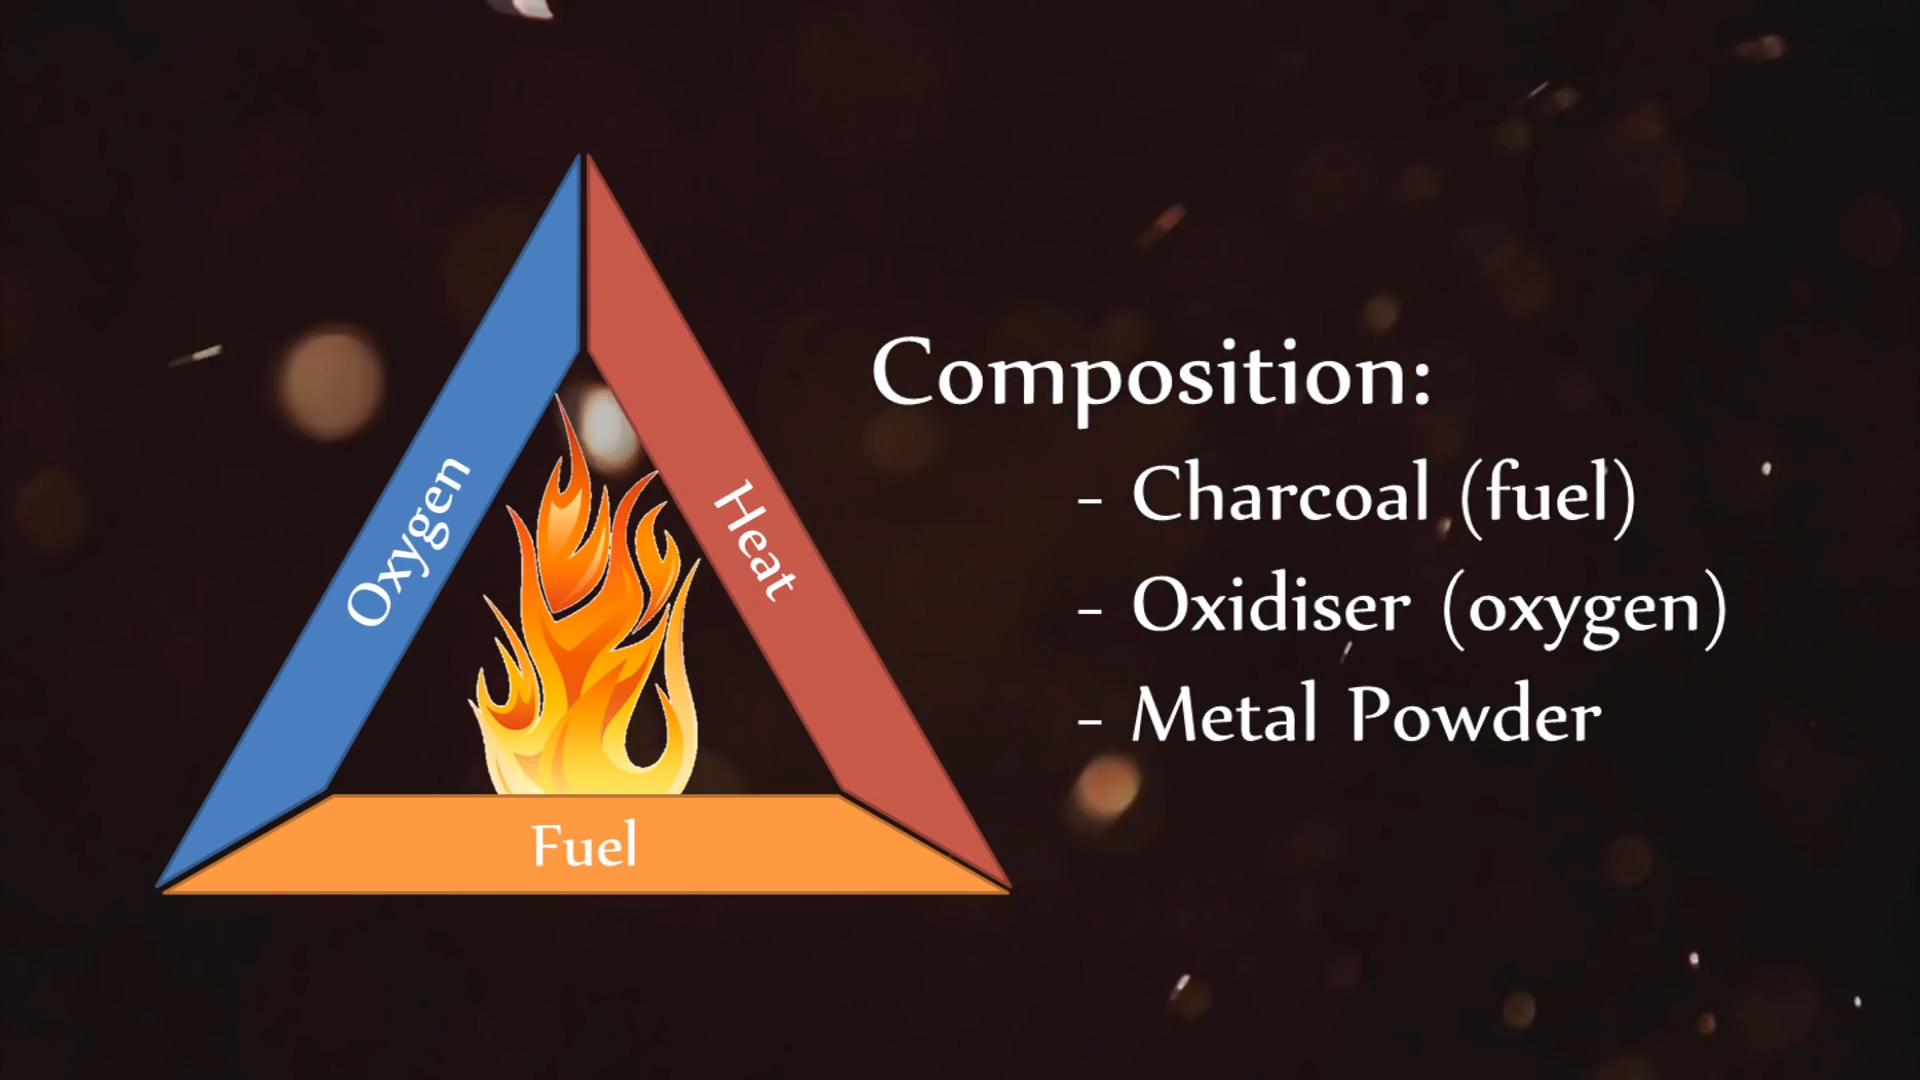 Oxygen
Heat
Fuel
Composition:
- Charcoal (fuel)
- Oxidiser (oxygen)
- Metal Powder